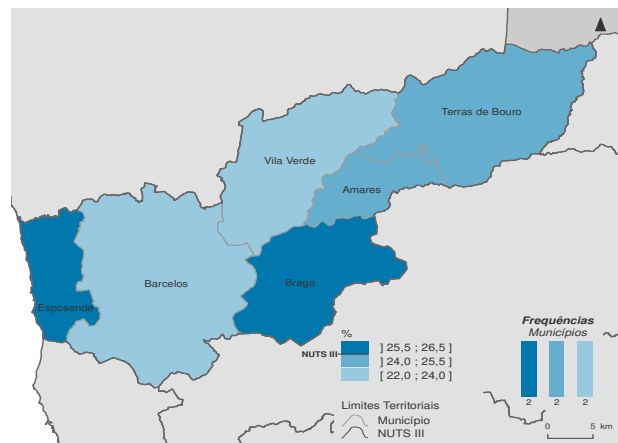 Terras de Bouro
Vila Verde
Amares
Barcelos
Braga
Esposende
%
] 25,5 ; 26,5 ]
NUTS III
] 24,0 ; 25,5 ]
[ 22,0 ; 24,0 ]
Limites Territoriais
Município
NUTS III
Frequências
Municípios
2 2 2
0 5 km